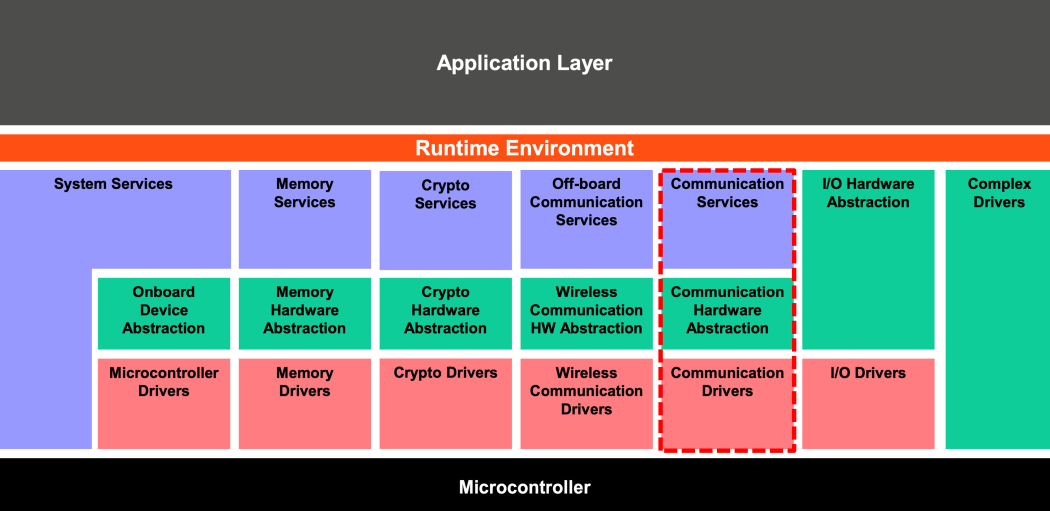 Application Layer
Runtime Environment
System Services
Memory
Services
Crypto
Services
Off-board
Communication
Services
Communication
Services
I/O Hardware
Abstraction
Complex
Drivers
Onboard
Device
Abstraction
Memory
Hardware
Abstraction
Crypto
Hardware
Abstraction
Wireless
Communication
HW Abstraction
Communication
Hardware
Abstraction
Microcontroller
Drivers
Memory
Drivers
Crypto Drivers
Wireless
Communication
Drivers
Communication
Drivers
I/O Drivers
Microcontroller